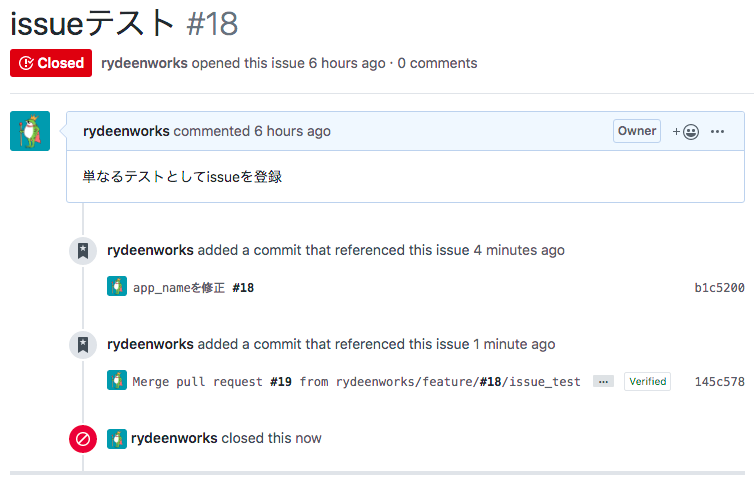 issueテスト #18
Closed rydeenworks opened this issue 6 hours ago · 0 comments
rydeenworks commented 6 hours ago Owner +
単なるテストとしてissueを登録
rydeenworks added a commit that referenced this issue 4 minutes ago
app_nameを修正 #18 b1c5200
rydeenworks added a commit that referenced this issue 1 minute ago
Merge pull request #19 from rydeenworks/feature/#18/issue_test ... Verified 145c578
rydeenworks closed this now